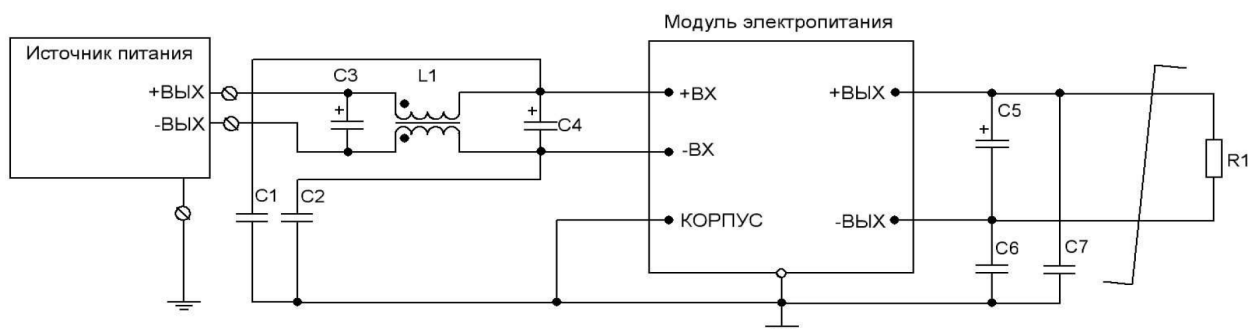 Модуль электропитания
Источник питания
+ВЫХ
-ВЫХ
C3
+
L1
+
C4
+ВХ
-ВХ
КОРПУС
+ВЫХ
-ВЫХ
C5
+
R1
C1
C2
C6
C7